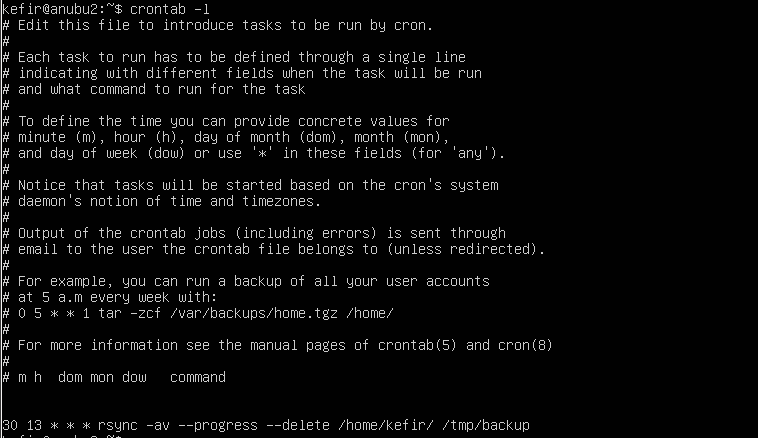 kefir@anubu2:~$ crontab -l
# Edit this file to introduce tasks to be run by cron.
#
# Each task to run has to be defined through a single line
# indicating with different fields when the task will be run
# and what command to run for the task
#
# To define the time you can provide concrete values for
# minute (m), hour (h), day of month (dom), month (mon),
# and day of week (dow) or use '*' in these fields (for 'any').
#
# Notice that tasks will be started based on the cron's system
# daemon's notion of time and timezones.
#
# Output of the crontab jobs (including errors) is sent through
# email to the user the crontab file belongs to (unless redirected).
#
# For example, you can run a backup of all your user accounts
# at 5 a.m every week with:
# 0 5 * * 1 tar -zcf /var/backups/home.tgz /home/
#
# For more information see the manual pages of crontab(5) and cron(8)
#
# m h  dom mon dow   command
30 13 * * * rsync -av --progress --delete /home/kefir/ /tmp/backup